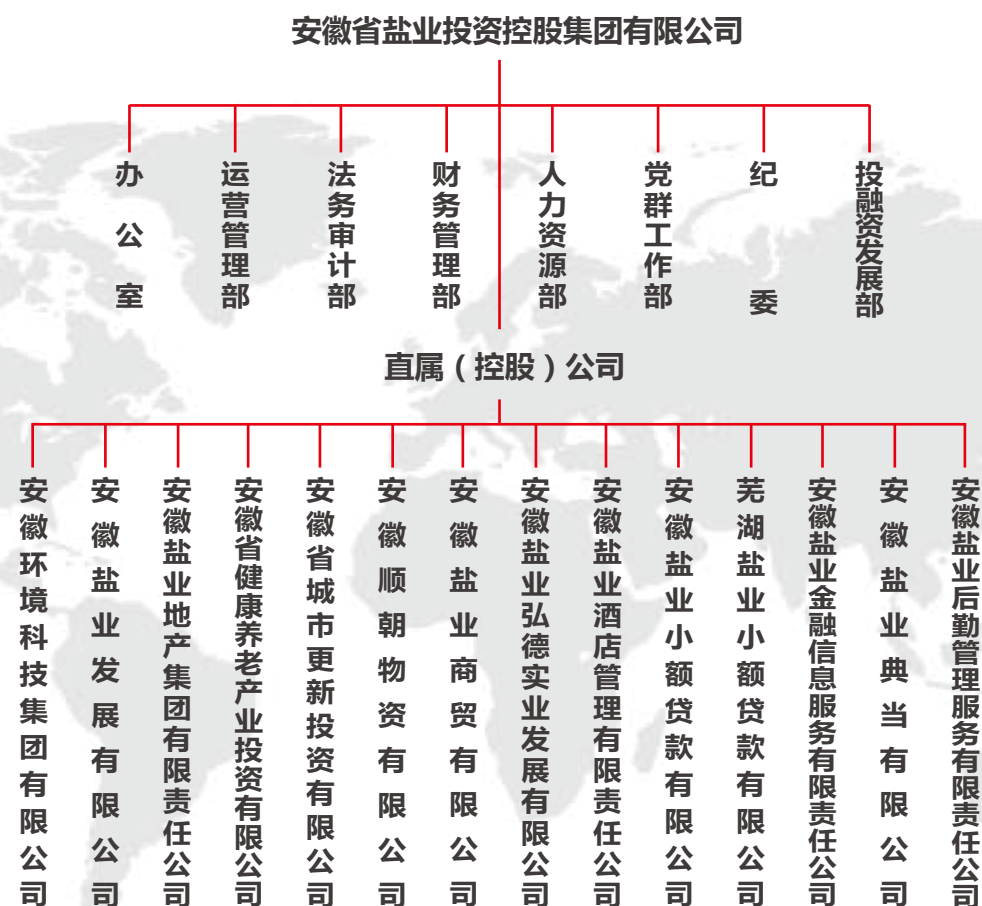 安徽省盐业投资控股集团有限公司
办公室
运营管理部
法务审计部
财务管理部
人力资源部
党群工作部
纪委
投融资发展部
直属（控股）公司
安徽环境科技集团有限公司
安徽盐业发展有限公司
安徽盐业地产集团有限责任公司
安徽省健康养老产业投资有限公司
安徽省城市更新投资有限公司
安徽顺朝物资有限公司
安徽盐业商贸有限公司
安徽盐业弘德实业发展有限公司
安徽盐业酒店管理有限责任公司
安徽盐业小额贷款有限公司
芜湖盐业小额贷款有限公司
安徽盐业金融信息服务有限责任公司
安徽盐业典当有限公司
安徽盐业后勤管理服务有限责任公司